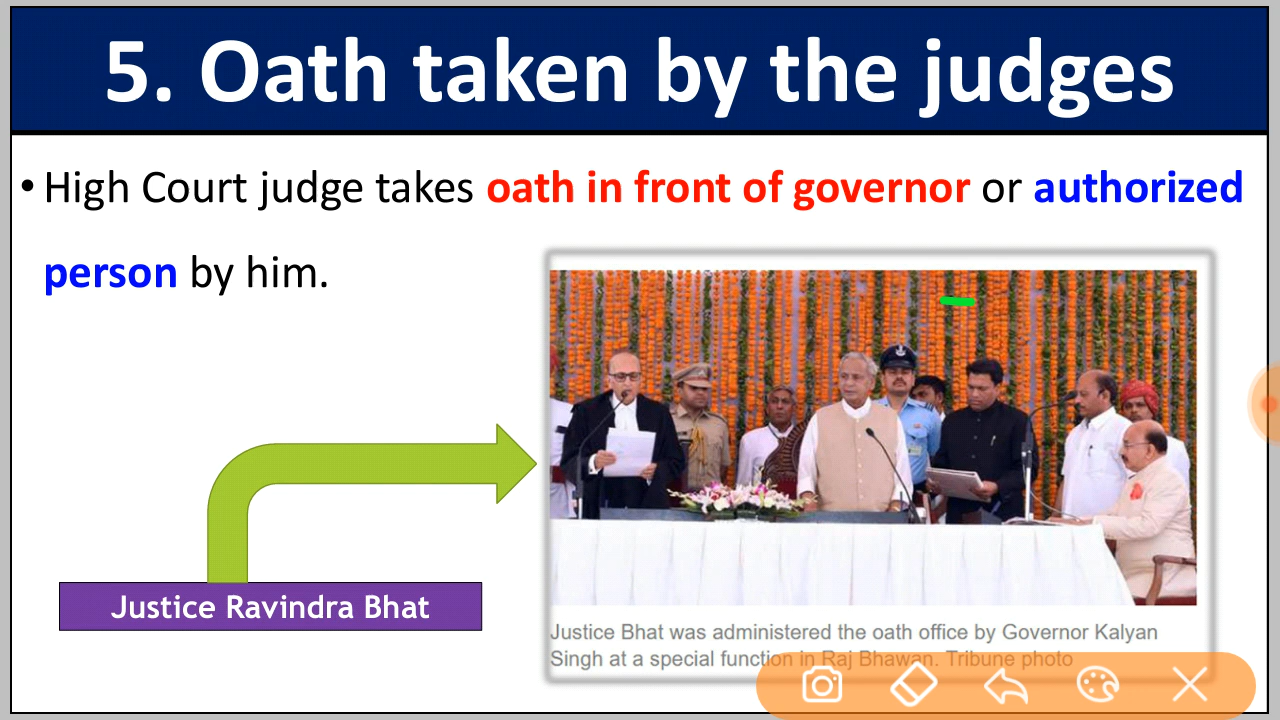 5. Oath taken by the judges
• High Court judge takes oath in front of governor or authorized
person by him.
Justice Ravindra Bhat
Justice Bhat was administered the oath office by Governor Kalyan
Singh at a special function in Raj Bhawan. Tribune photo